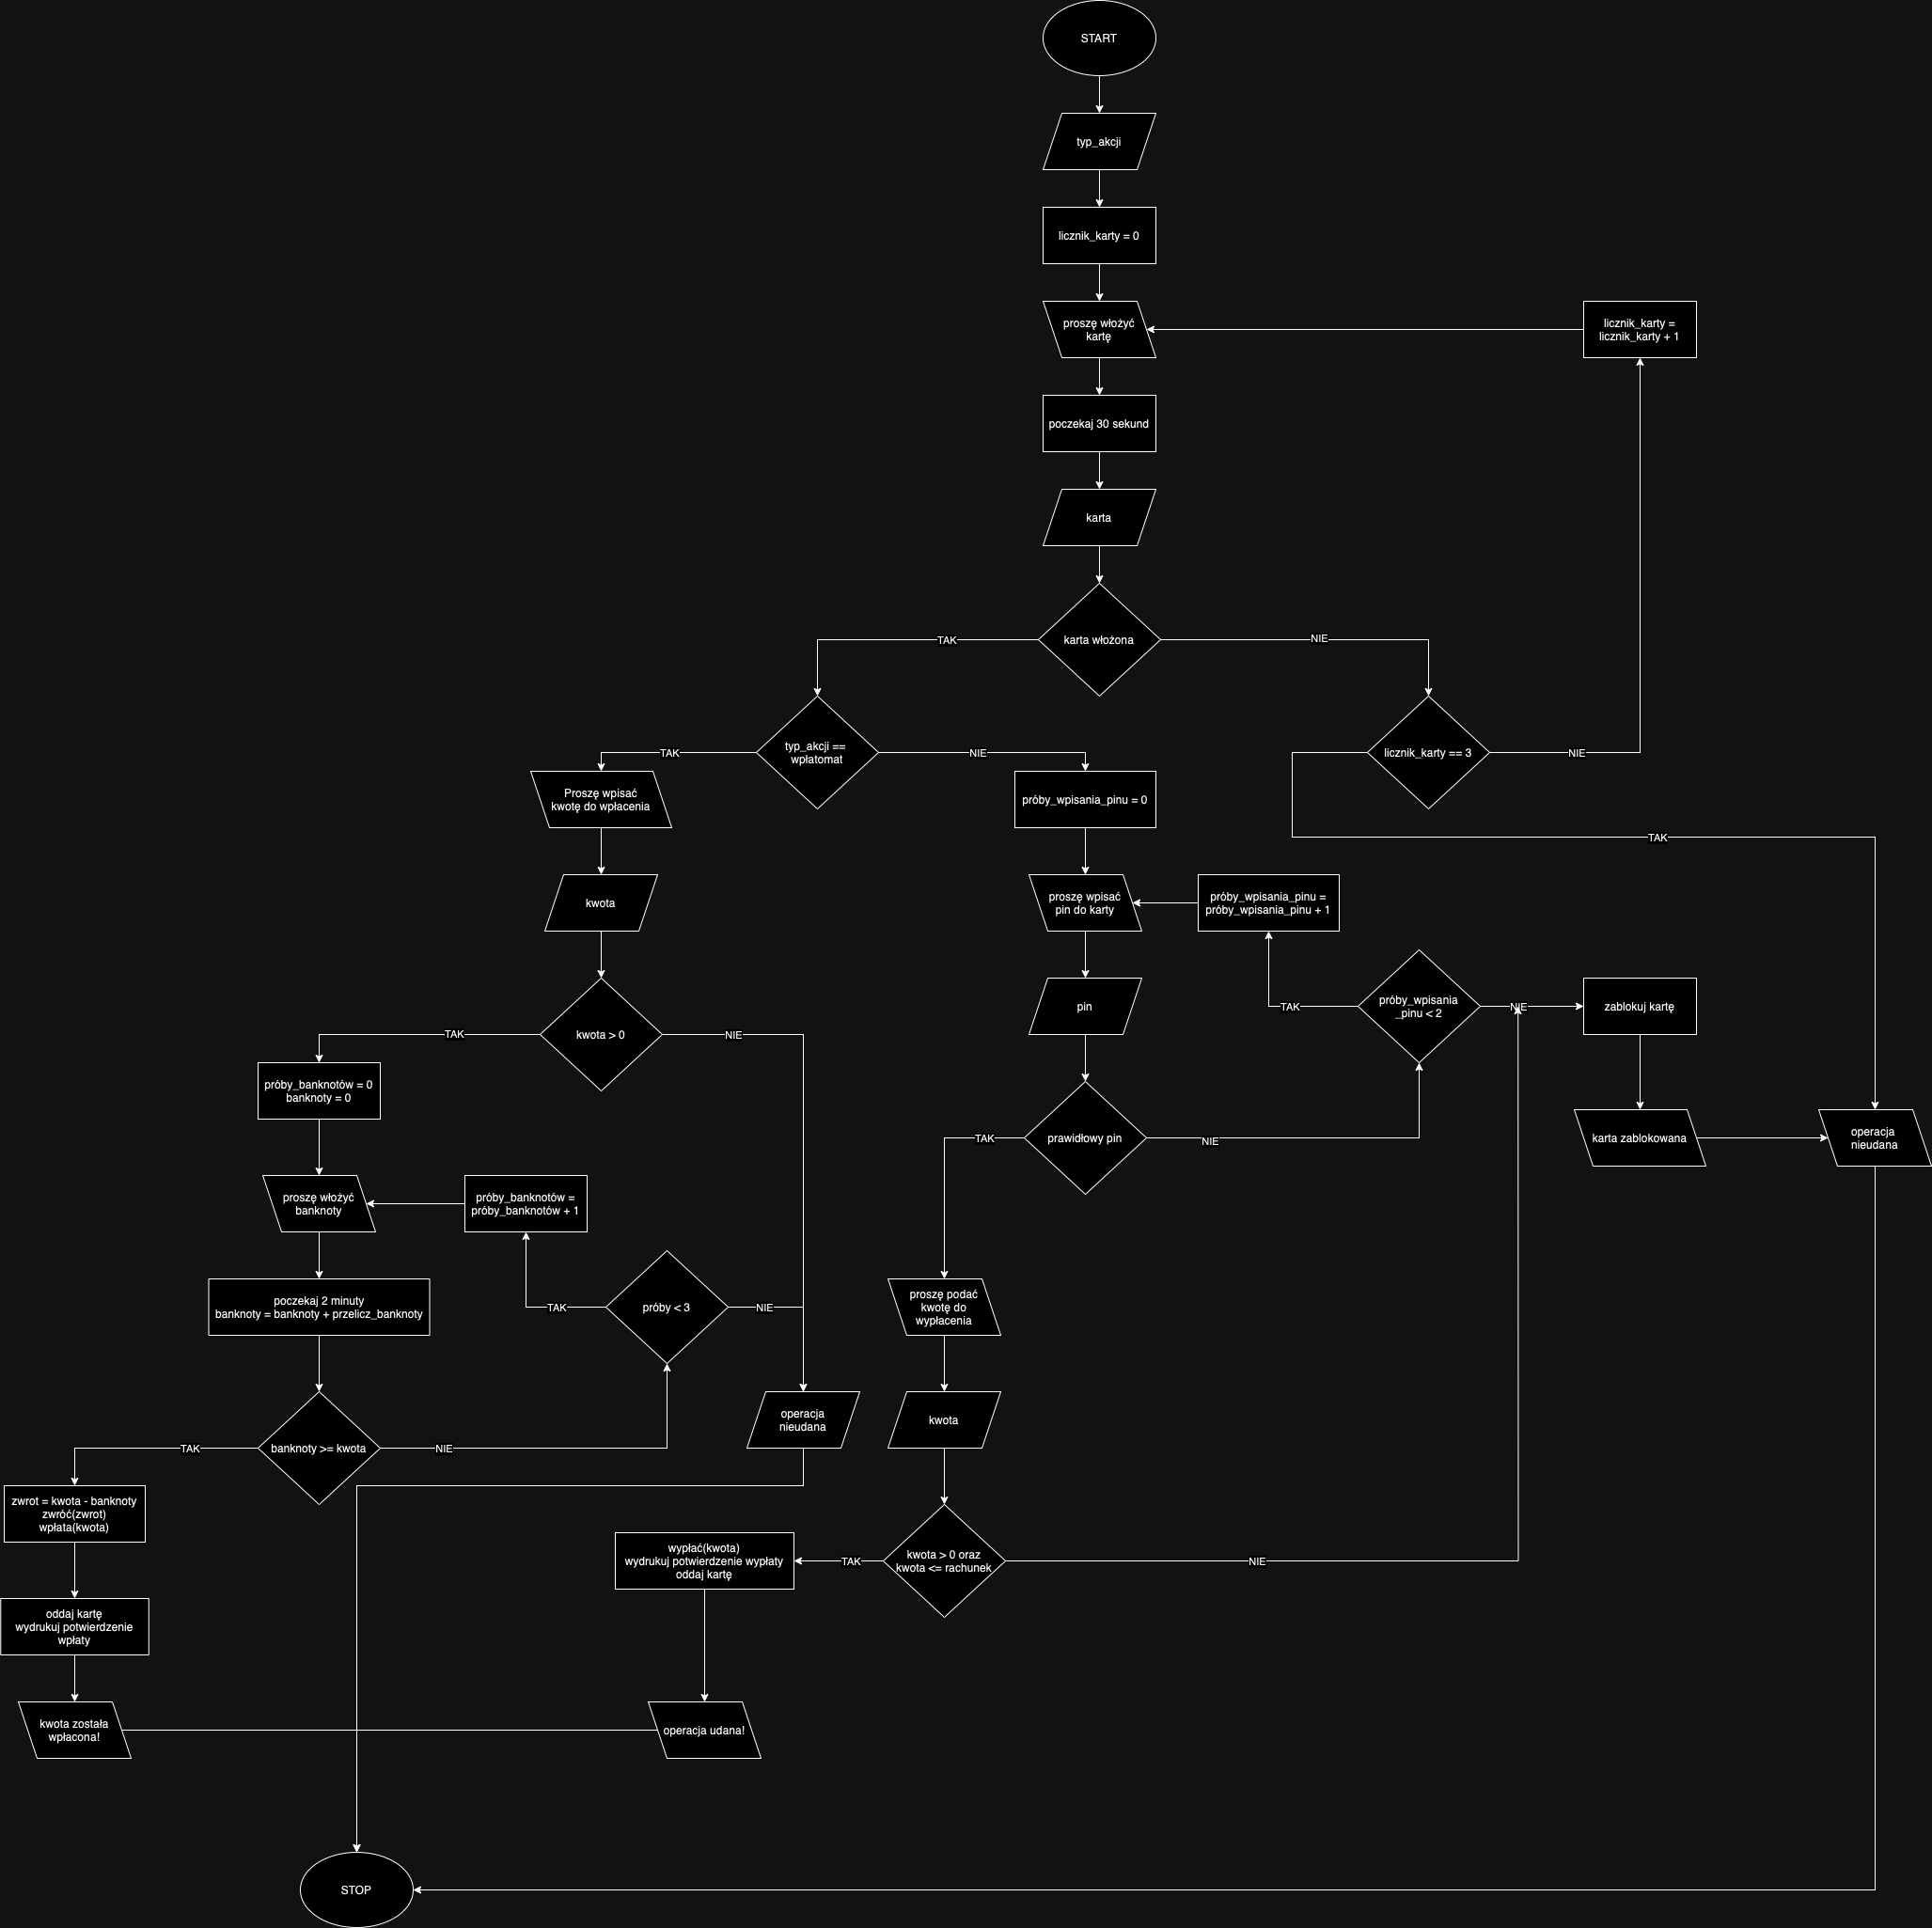 START
typ_akcji
licznik_karty = 0
proszę włożyć
kartę
licznik_karty =
licznik_karty + 1
poczekaj 30 sekund
karta
karta włożona
TAK
NIE
typ_akcji ==
wpłatomat
TAK
NIE
licznik_karty == 3
NIE
TAK
Proszę wpisać
kwotę do wpłacenia
próby_wpisania_pinu = 0
kwota
proszę wpisać
pin do karty
próby_wpisania_pinu =
próby_wpisania_pinu + 1
pin
próby_wpisania
_pinu < 2
TAK
NIE
zablokuj kartę
kwota > 0
TAK
NIE
próby_banknotów = 0
banknoty = 0
prawidłowy pin
TAK
NIE
karta zablokowana
operacja
nieudana
proszę włożyć
banknoty
próby_banknotów =
próby_banknotów + 1
poczekaj 2 minuty
banknoty = banknoty + przelicz_banknoty
próby < 3
TAK
NIE
proszę podać
kwotę do
wypłacenia
banknoty >= kwota
TAK
NIE
operacja
nieudana
kwota
zwrot = kwota - banknoty
zwróć(zwrot)
wpłata(kwota)
wypłać(kwota)
wydrukuj potwierdzenie wypłaty
oddaj kartę
TAK
kwota > 0 oraz
kwota <= rachunek
NIE
oddaj kartę
wydrukuj potwierdzenie
wpłaty
kwota została
wpłacona!
operacja udana!
STOP